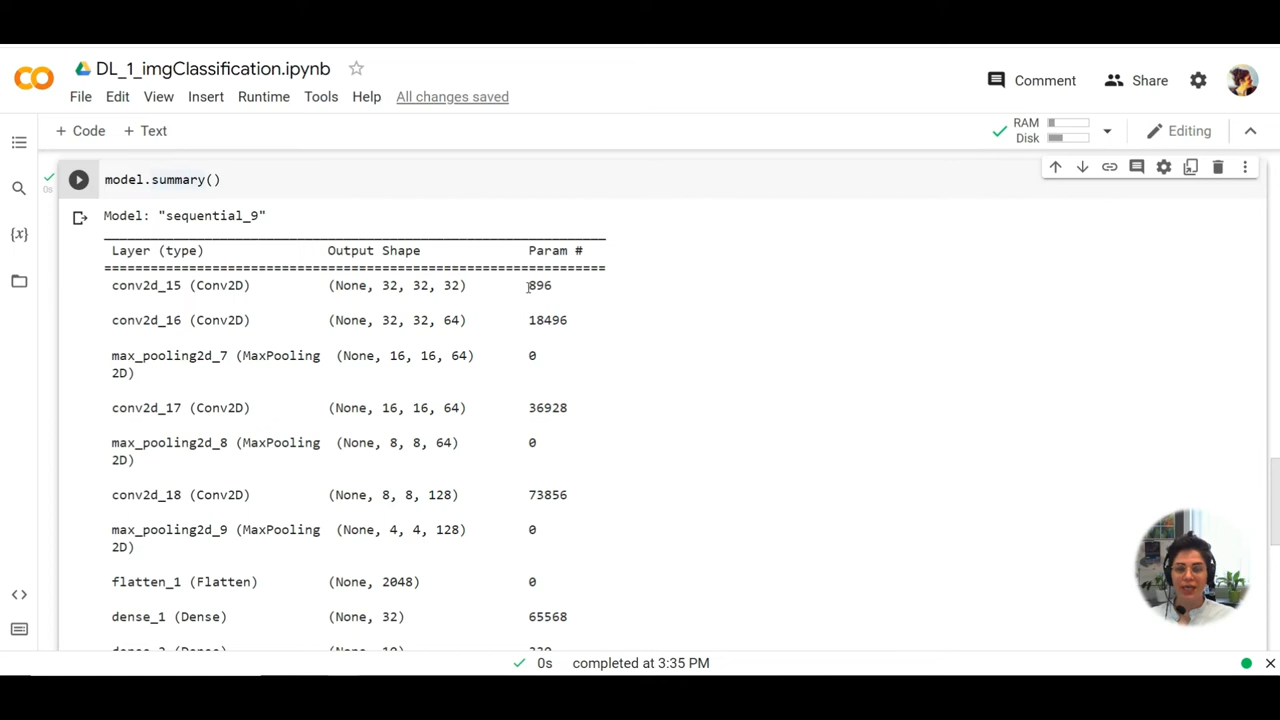 DL_1_imgClassification.ipynb
Comment
Share
File Edit View Insert Runtime Tools Help All changes saved
+ Code + Text
RAM
Disk
Editing
model.summary()
0s
Model: "sequential_9"
Layer (type) Output Shape Param #
=================================================================
conv2d_15 (Conv2D) (None, 32, 32, 32) 896
conv2d_16 (Conv2D) (None, 32, 32, 64) 18496
max_pooling2d_7 (MaxPooling (None, 16, 16, 64) 0
2D)
conv2d_17 (Conv2D) (None, 16, 16, 64) 36928
max_pooling2d_8 (MaxPooling (None, 8, 8, 64) 0
2D)
conv2d_18 (Conv2D) (None, 8, 8, 128) 73856
max_pooling2d_9 (MaxPooling (None, 4, 4, 128) 0
2D)
flatten_1 (Flatten) (None, 2048) 0
dense_1 (Dense) (None, 32) 65568
0s completed at 3:35 PM